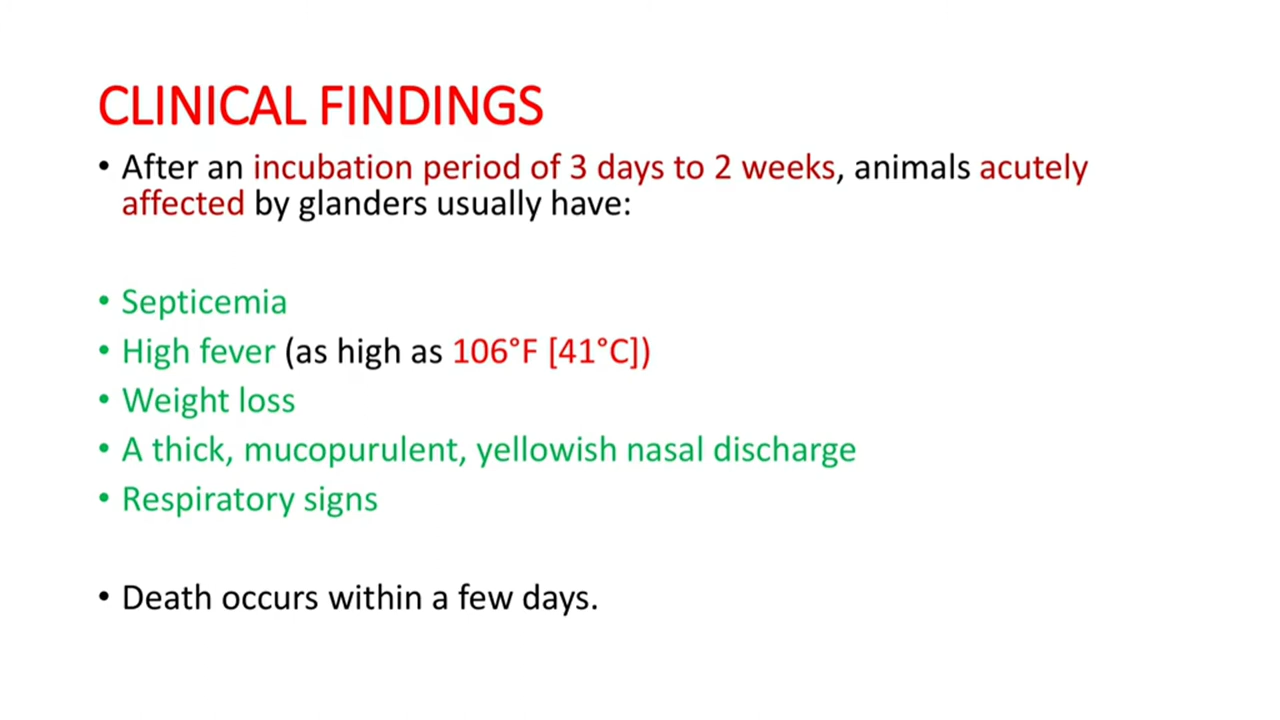 CLINICAL FINDINGS
• After an incubation period of 3 days to 2 weeks, animals acutely
affected by glanders usually have:
• Septicemia
• High fever (as high as 106°F [41°C])
• Weight loss
• A thick, mucopurulent, yellowish nasal discharge
• Respiratory signs
• Death occurs within a few days.